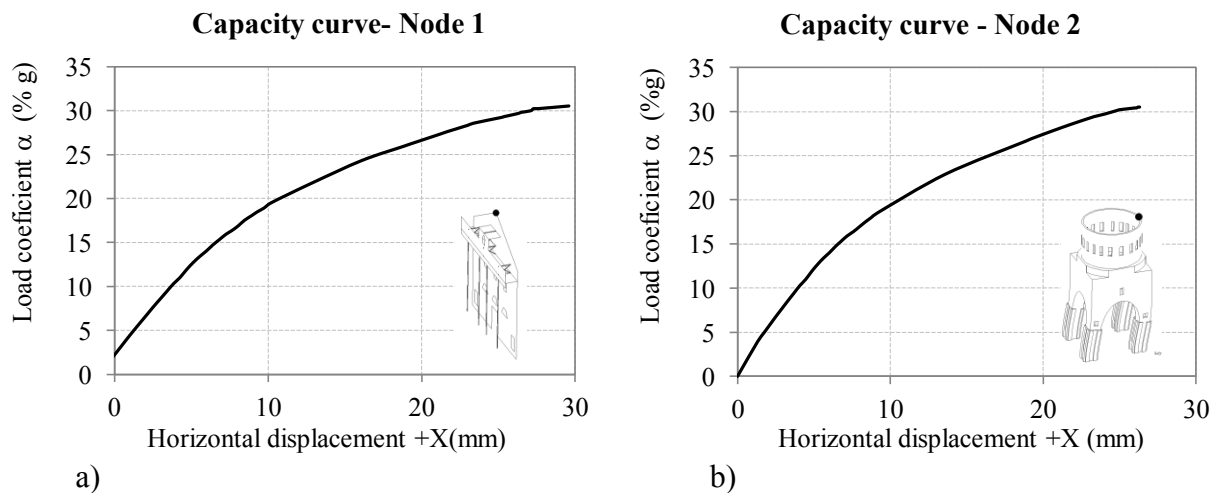 Capacity curve- Node 1
Load coeficient α (% g)
35
30
25
20
15
10
5
0
0 10 20 30
Horizontal displacement +X(mm)
a)
Capacity curve - Node 2
Load coeficient α (%g)
35
30
25
20
15
10
5
0
0 10 20 30
Horizontal displacement +X (mm)
b)